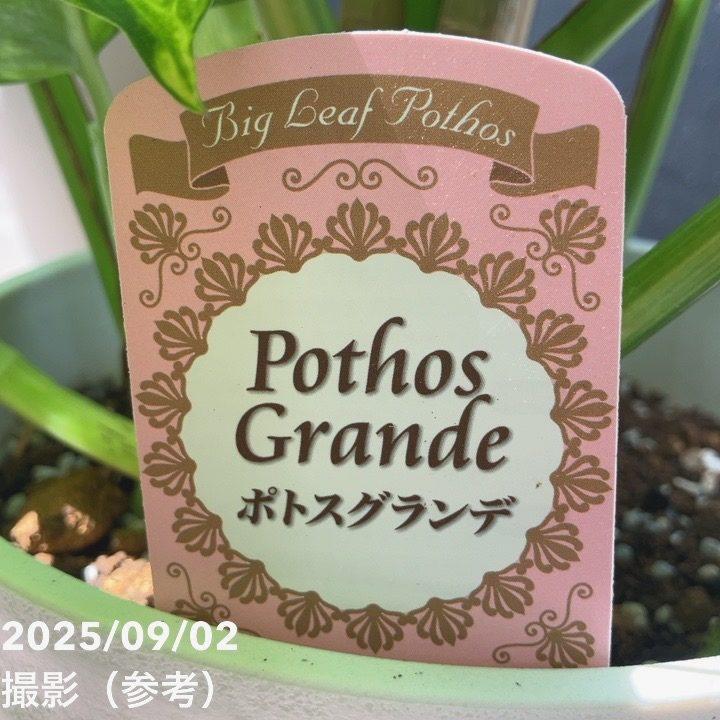 Big Leaf Pothos
Pothos
Grande
ポトスグランデ
2025/09/02
撮影（参考）